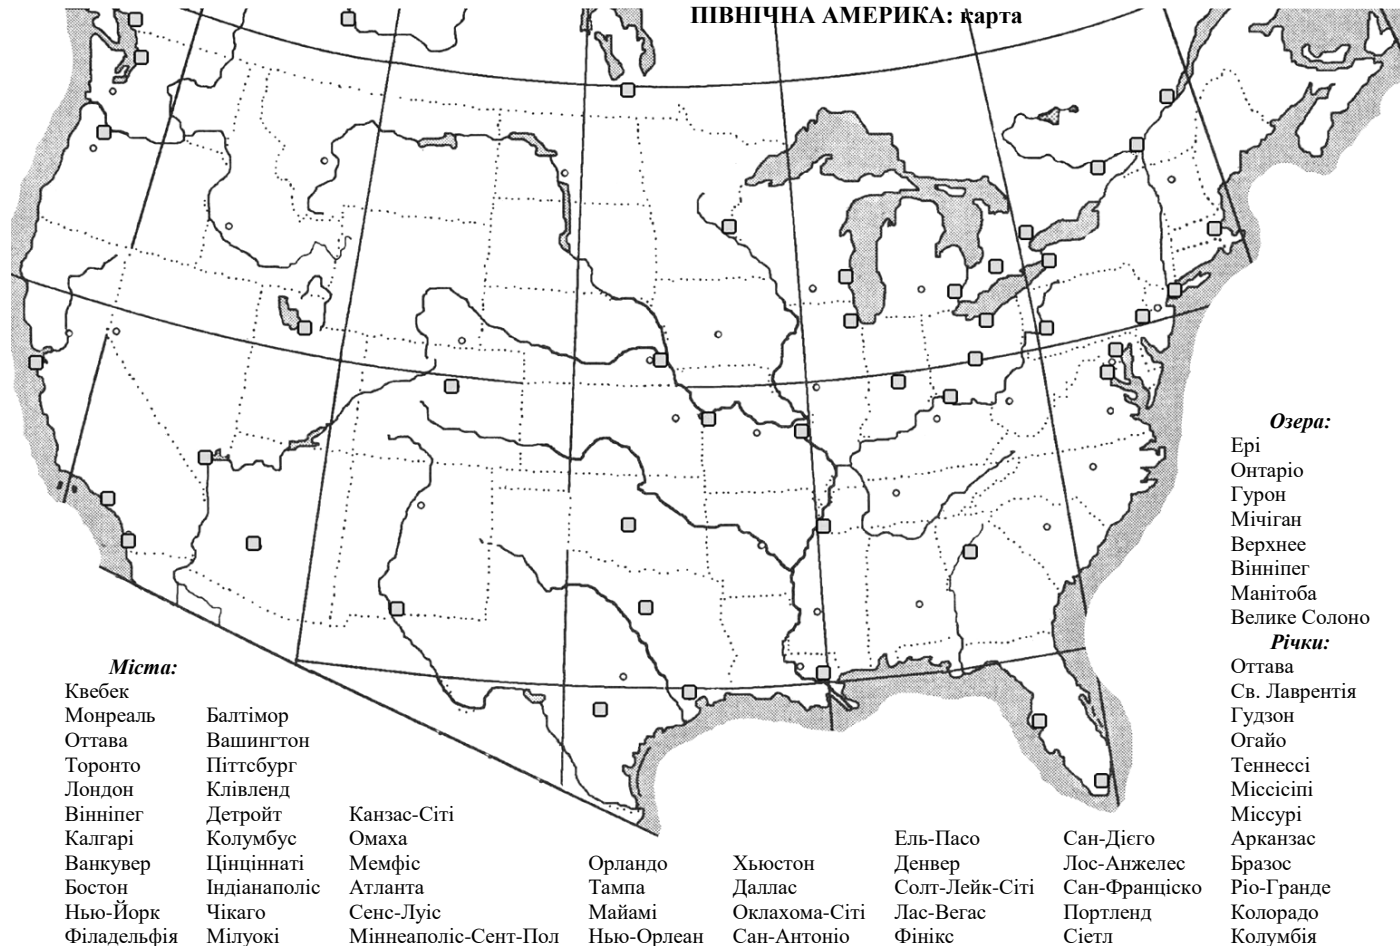 ПІВНІЧНА АМЕРИКА: карта
Озера:
Ері
Онтаріо
Гурон
Мічіган
Верхнее
Вінніпег
Манітоба
Велике Солоно
Річки:
Оттава
Св. Лаврентія
Гудзон
Огайо
Теннессі
Міссісіпі
Міссурі
Арканзас
Бразос
Ріо-Гранде
Колорадо
Колумбія
Міста:
Квебек
Монреаль
Оттава
Торонто
Лондон
Вінніпег
Калгарі
Ванкувер
Бостон
Нью-Йорк
Філадельфія
Балтімор
Вашингтон
Піттсбург
Клівленд
Детройт
Колумбус
Цінціннаті
Індіанаполіс
Чікаго
Мілуокі
Канзас-Сіті
Омаха
Мемфіс
Атланта
Сенс-Луіс
Міннеаполіс-Сент-Пол
Орландо
Тампа
Майамі
Нью-Орлеан
Хьюстон
Даллас
Оклахома-Сіті
Сан-Антоніо
Ель-Пасо
Денвер
Солт-Лейк-Сіті
Лас-Вегас
Фінікс
Сан-Дієго
Лос-Анжелес
Сан-Франціско
Портленд
Сіетл